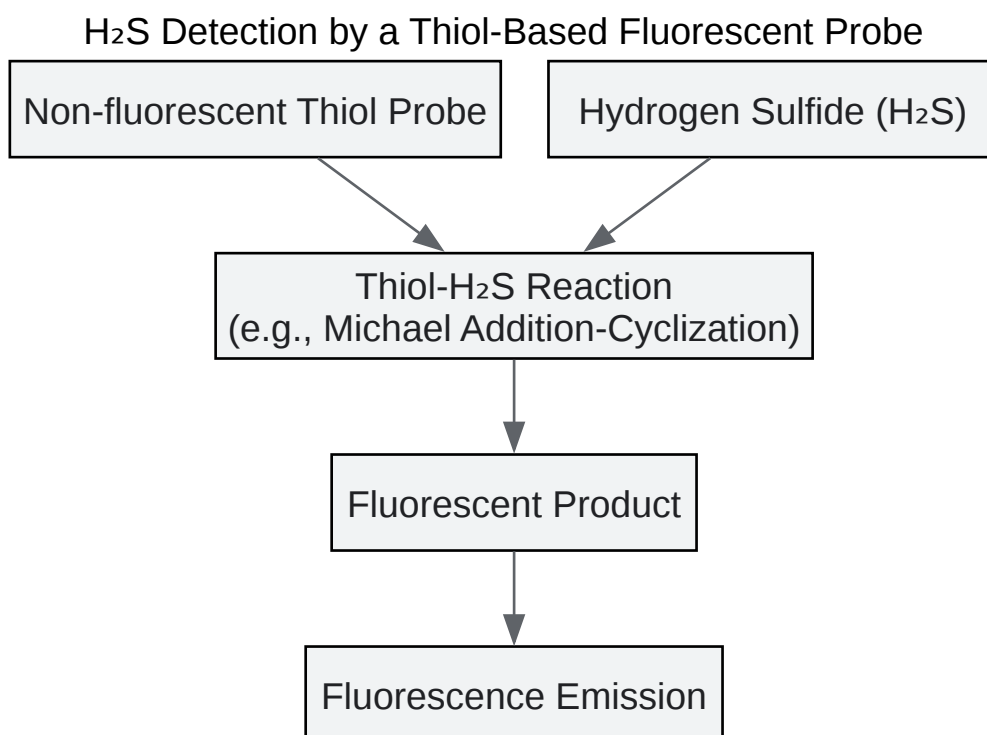 H₂S Detection by a Thiol-Based Fluorescent Probe
Non-fluorescent Thiol Probe
Hydrogen Sulfide (H₂S)
Thiol-H₂S Reaction
(e.g., Michael Addition-Cyclization)
Fluorescent Product
Fluorescence Emission